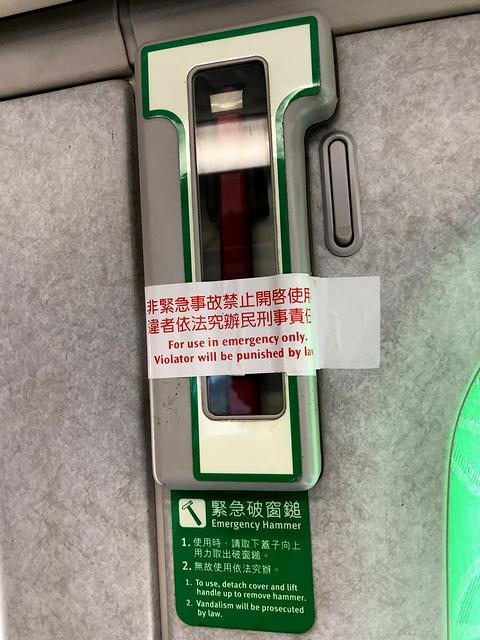 非緊急事故禁止開啓使用
違者依法究辦民刑事責任
For use in emergency only.
Violator will be punished by law
緊急破窗鎚
Emergency Hammer
1. 使用時，請取下蓋子向上
用力取出破窗鎚。
2. 無故使用依法究辦。
1. To use, detach cover and lift
handle up to remove hammer.
2. Vandalism will be prosecuted
by law.